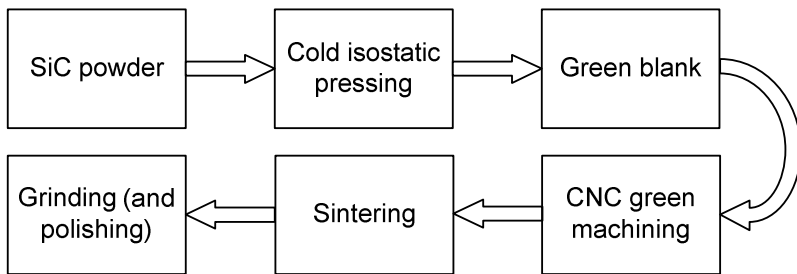 SiC powder
Cold isostatic
pressing
Green blank
CNC green
machining
Sintering
Grinding (and
polishing)